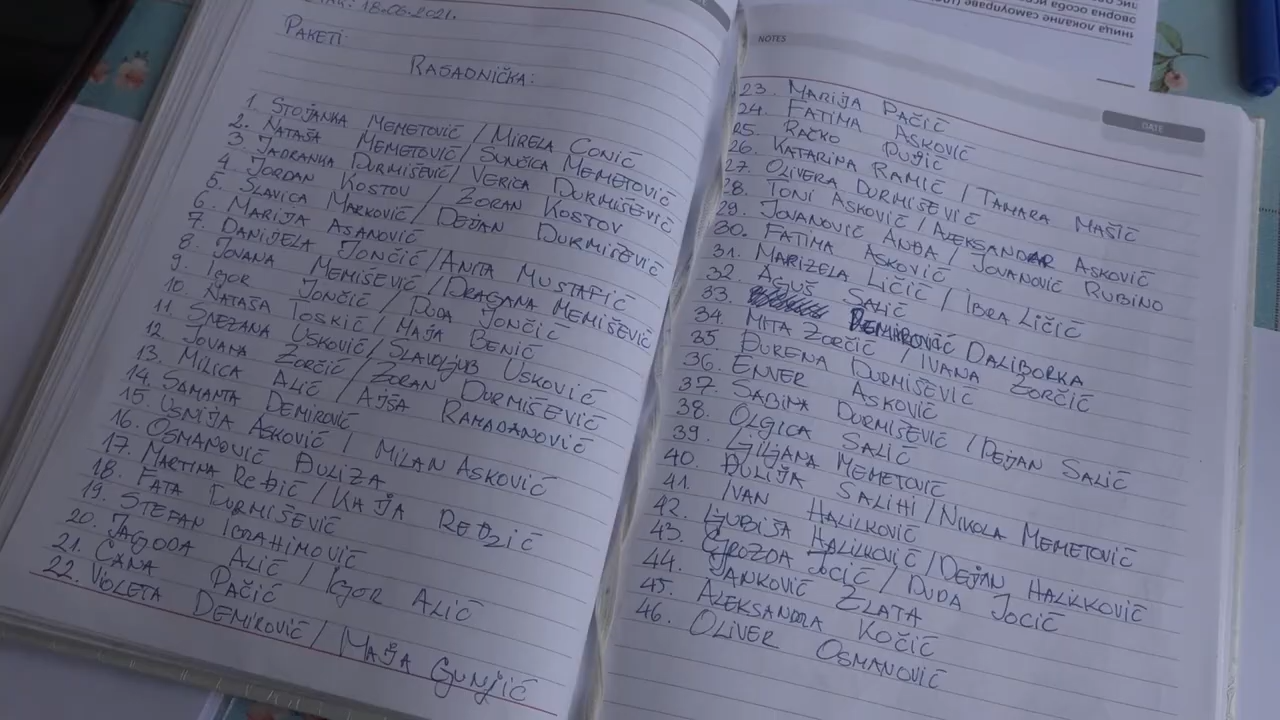 18.06.2021.
PAKETI:
RASADNIČKA:
1. STOJANKA MEMETOVIĆ / MIRELA CONIĆ
2. NATAŠA MEMETOVIĆ / SUNČICA MEMETOVIĆ
3. JADRANKA DURMIŠEVIĆ / VERICA DURMIŠEVIĆ
4. JORDAN KOSTOV / ZORAN KOSTOV
5. SLAVICA MARKOVIĆ / DEJAN DURMIŠEVIĆ
6. MARIJA ASANOVIĆ
7. DANIJELA JONČIĆ / ANITA MUSTAFIĆ
8. JOVANA MEMIŠEVIĆ / DRAGANA MEMIŠEVIĆ
9. IGOR JONČIĆ / DUDA JONČIĆ
10. NATAŠA TOSKIĆ / MAJA BENIĆ
11. SNEŽANA USKOVIĆ / SLAVOLJUB USKOVIĆ
12. JOVANA ZORČIĆ / ZORAN DURMIŠEVIĆ
13. MILICA ALIĆ / AJŠA RAMADANOVIĆ
14. SAMANTA DEMIROVIĆ
15. USNIJA ASKOVIĆ / MILAN ASKOVIĆ
16. OSMANOVIĆ ĐULIZA
17. MARTINA REĐIĆ / KAJA REDŽIĆ
18. FATA DURMIŠEVIĆ
19. STEFAN IBRAHIMOVIĆ
20. JAGODA ALIĆ / IGOR ALIĆ
21. CANA PAČIĆ
22. VIOLETA DEMIROVIĆ / MAJA GUNJIĆ
NOTES
DATE
23. MARIJA PAČIĆ
24. FATIMA ASKOVIĆ
25. RAČKO DUJIĆ
26. KATARINA RAMIĆ / TAMARA MAŠIĆ
27. OLIVERA DURMIŠEVIĆ
28. TONI ASKOVIĆ / ALEKSANDAR ASKOVIĆ
29. JOVANOVIĆ ANĐA / JOVANOVIĆ RUBINO
30. FATIMA ASKOVIĆ
31. MARIZELA LIČIĆ / IBRA LIČIĆ
32 AGUŠ SALIĆ
33. DEMIROVIĆ DALIBORKA
34. MITA ZORČIĆ / IVANA ZORČIĆ
35 ĐURENA DURMIŠEVIĆ
36. ENVER ASKOVIĆ
37. SABINA DURMIŠEVIĆ / DEJAN SALIĆ
38. OLGICA SALIĆ
39. LJILJANA MEMETOVIĆ
40. ĐULIJA SALIHI / NIKOLA MEMETOVIĆ
41. IVAN HALILKOVIĆ
42. LJUBIŠA HALILKOVIĆ / DEJAN HALILKOVIĆ
43. GROZDA JOCIĆ / DUDA JOCIĆ
44. JANKOVIĆ ZLATA
45. ALEKSANDRA KOČIĆ
46. OLIVER OSMANOVIĆ